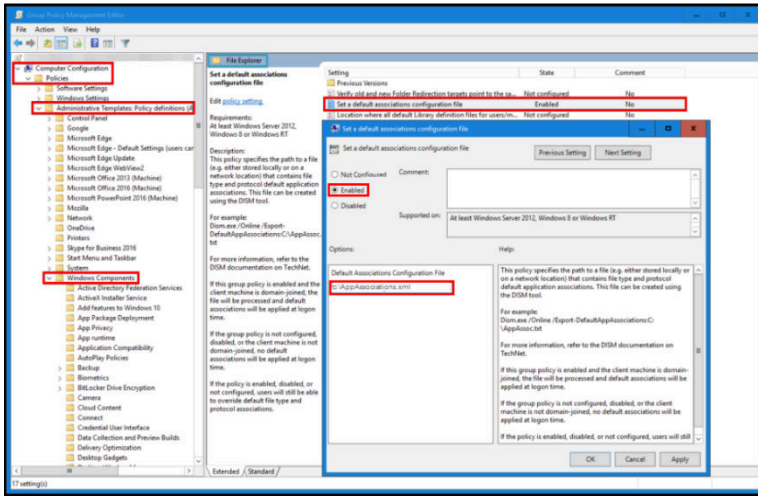 Group Policy Management Editor
File Action View Help
Computer Configuration
Policies
Software Settings
Windows Settings
Administrative Templates: Policy definitions (A
Control Panel
Google
Microsoft Edge
Microsoft Edge - Default Settings (users car
Microsoft Edge Update
Microsoft Edge WebView2
Microsoft Office 2013 (Machine)
Microsoft Office 2016 (Machine)
Microsoft PowerPoint 2016 (Machine)
Mozilla
Network
OneDrive
Printers
Skype for Business 2016
Start Menu and Taskbar
System
Windows Components
Active Directory Federation Services
ActiveX Installer Service
Add features to Windows 10
App Package Deployment
App Privacy
App runtime
Application Compatibility
AutoPlay Policies
Backup
Biometrics
BitLocker Drive Encryption
Camera
Cloud Content
Connect
Credential User Interface
Data Collection and Preview Builds
Delivery Optimization
Desktop Gadgets
17 setting(s)
File Explorer
Set a default associations
configuration file
Edit policy setting
Requirements:
At least Windows Server 2012,
Windows 8 or Windows RT
Description:
This policy specifies the path to a file
(e.g. either stored locally or on a
network location) that contains file
type and protocol default application
associations. This file can be created
using the DISM tool.
For example:
Dism.exe /Online /Export-
DefaultAppAssociations:C:\AppAssoc.
txt
For more information, refer to the
DISM documentation on TechNet.
If this group policy is enabled and the
client machine is domain-joined, the
file will be processed and default
associations will be applied at logon
time.
If the group policy is not configured,
disabled, or the client machine is not
domain-joined, no default
associations will be applied at logon
time.
If the policy is enabled, disabled, or
not configured, users will still be able
to override default file type and
protocol associations.
Extended Standard
Setting State Comment
Previous Versions
Verify old and new Folder Redirection targets point to the sa... Not configured No
Set a default associations configuration file Enabled No
Location where all default Library definition files for users/m... Not configured No
Set a default associations configuration file
Set a default associations configuration file
Previous Setting Next Setting
Not Configured Comment:
Enabled
Disabled
Supported on: At least Windows Server 2012, Windows 8 or Windows RT
Options: Help:
Default Associations Configuration File
c:\AppAssociations.xml
This policy specifies the path to a file (e.g. either stored locally or
on a network location) that contains file type and protocol
default application associations. This file can be created using
the DISM tool.
For example:
Dism.exe /Online /Export-DefaultAppAssociations:C:
\AppAssoc.txt
For more information, refer to the DISM documentation on
TechNet.
If this group policy is enabled and the client machine is domain-
joined, the file will be processed and default associations will be
applied at logon time.
If the group policy is not configured, disabled, or the client
machine is not domain-joined, no default associations will be
applied at logon time.
If the policy is enabled, disabled, or not configured, users will still
OK Cancel Apply